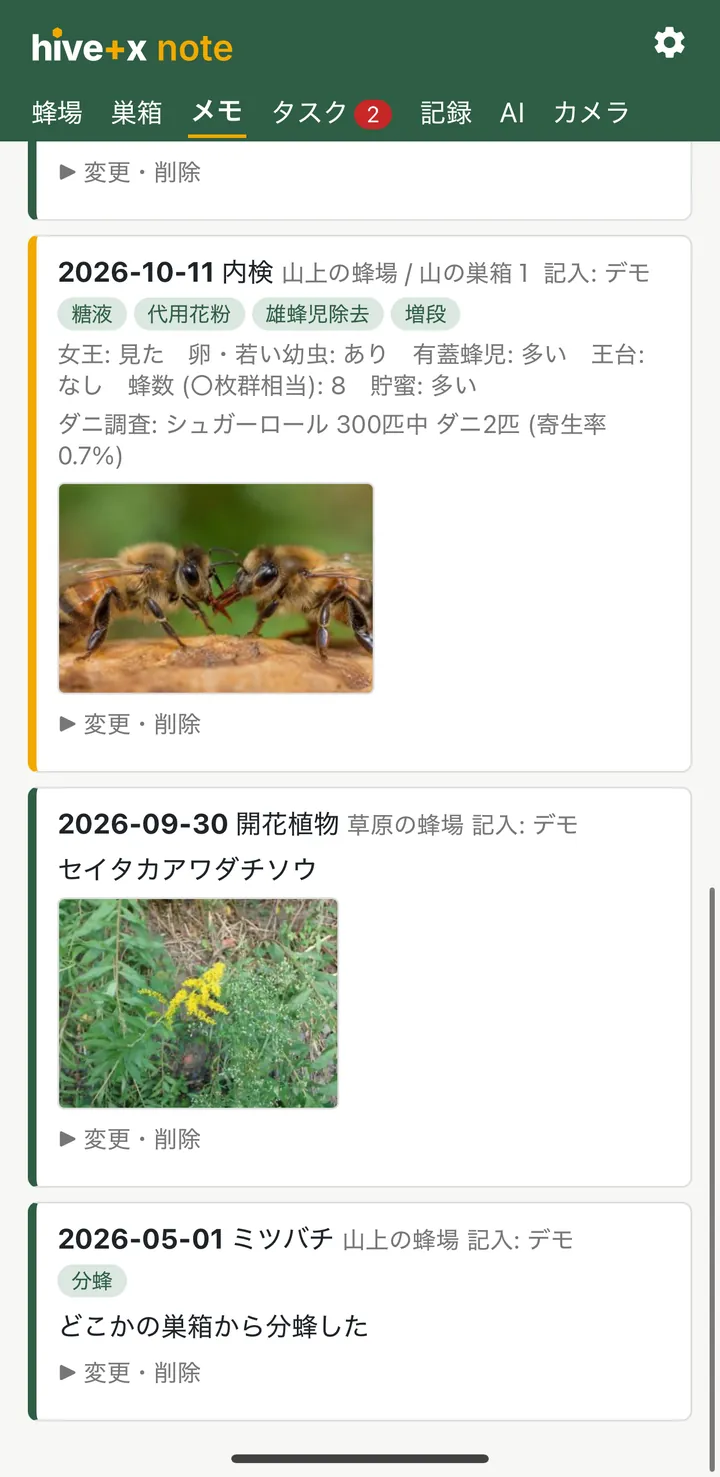 hive+x note
蜂場 巣箱 メモ タスク 2 記録 AI カメラ
▶ 変更・削除
2026-10-11 内検 山上の蜂場 / 山の巣箱1 記入: デモ
糖液 代用花粉 雄蜂児除去 増段
女王: 見た 卵・若い幼虫: あり 有蓋蜂児: 多い 王台:
なし 蜂数 (〇枚群相当): 8 貯蜜: 多い
ダニ調査: シュガーロール 300匹中 ダニ2匹 (寄生率
0.7%)
▶ 変更・削除
2026-09-30 開花植物 草原の蜂場 記入: デモ
セイタカアワダチソウ
▶ 変更・削除
2026-05-01 ミツバチ 山上の蜂場 記入: デモ
分蜂
どこかの巣箱から分蜂した
▶ 変更・削除